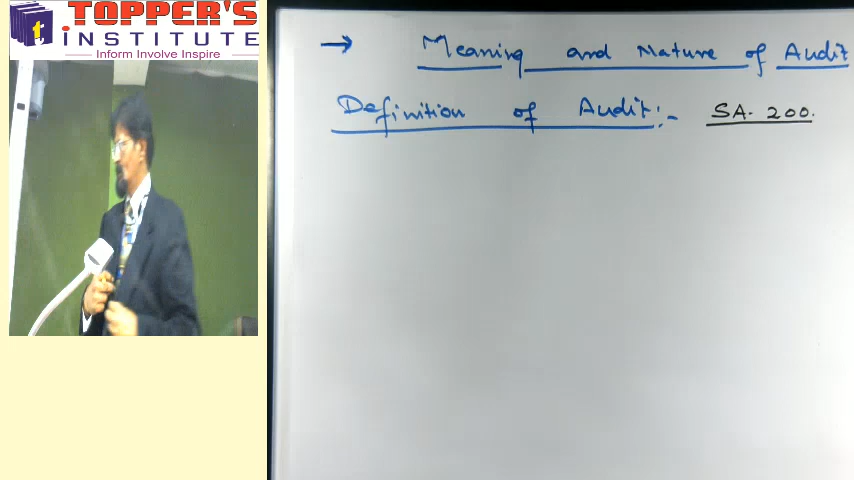 t
TOPPER'S
iNSTITUTE
Inform Involve Inspire
→ Meaning and Nature of Audit
Definition of Audit:- SA. 200.